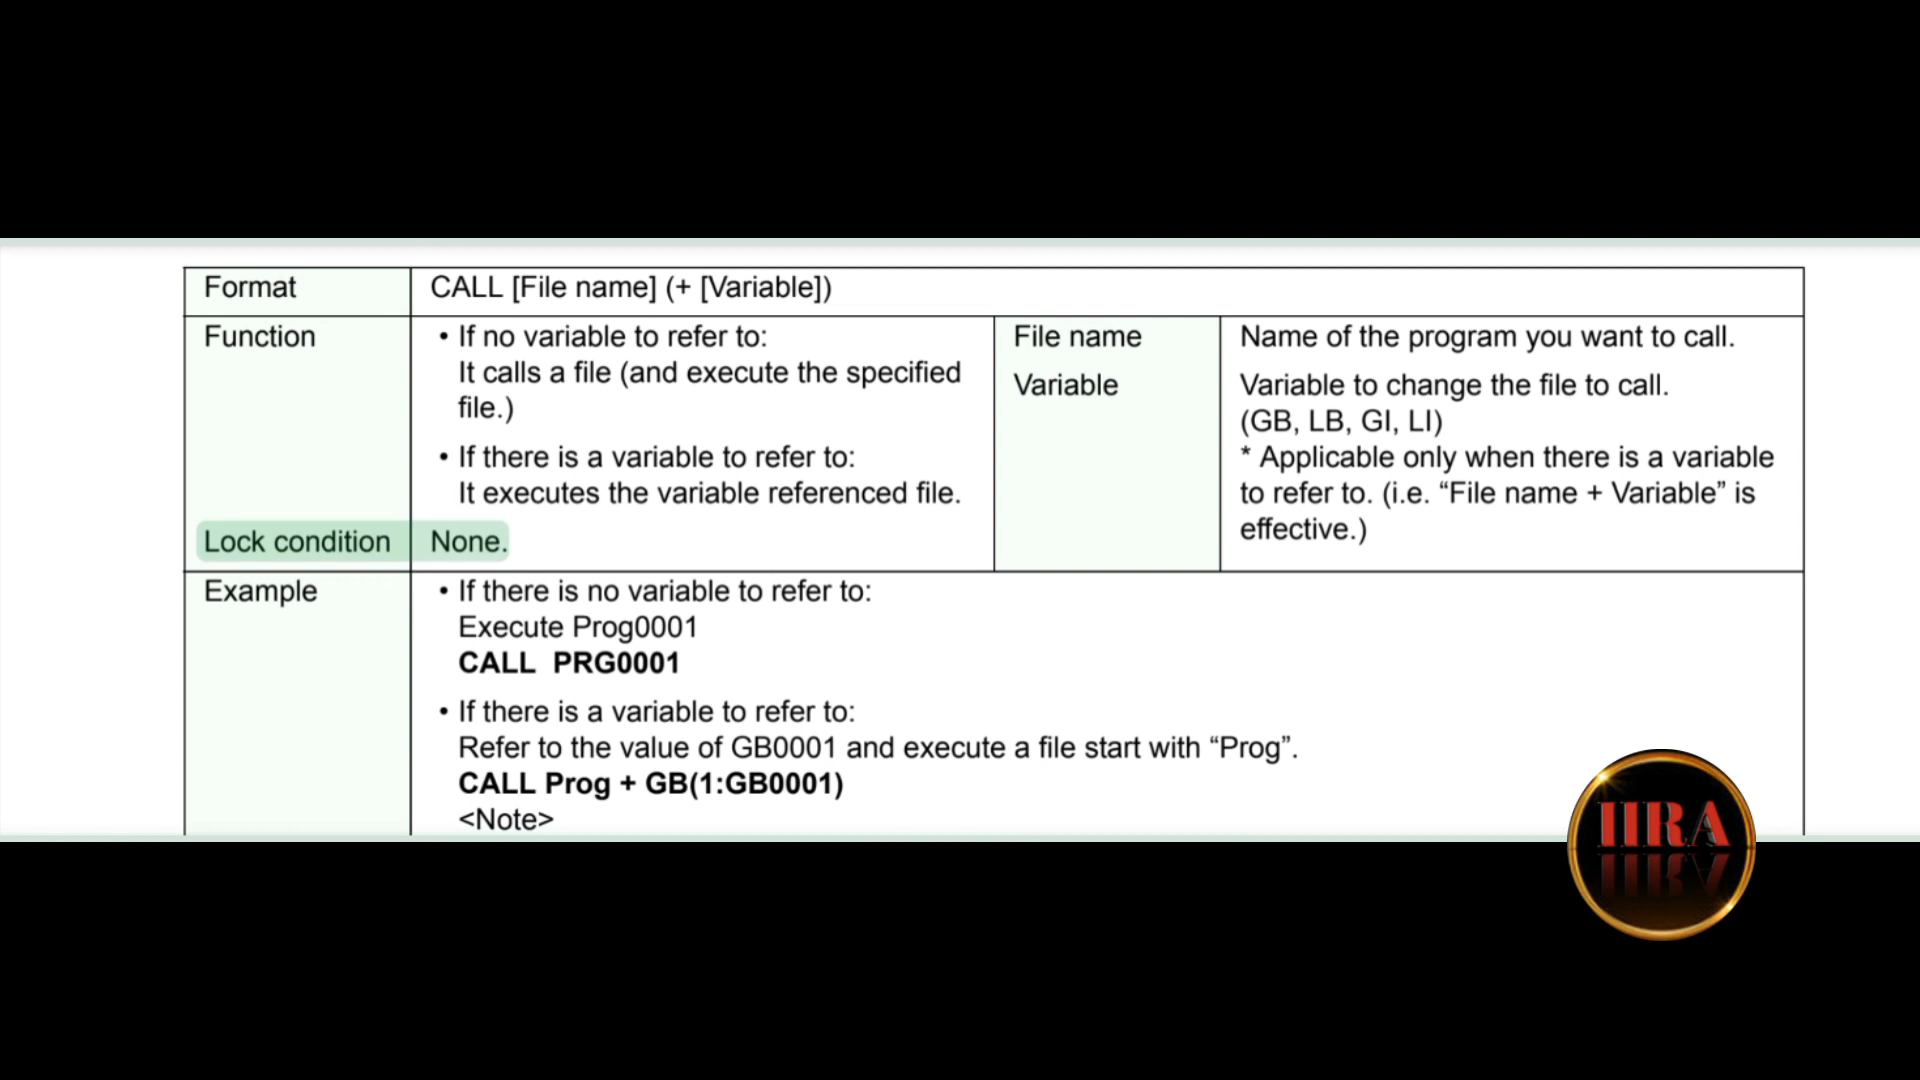 Format
CALL [File name] (+ [Variable])
Function
• If no variable to refer to:
It calls a file (and execute the specified
file.)
• If there is a variable to refer to:
It executes the variable referenced file.
File name
Name of the program you want to call.
Variable
Variable to change the file to call.
(GB, LB, GI, LI)
* Applicable only when there is a variable
to refer to. (i.e. “File name + Variable” is
effective.)
Lock condition
None.
Example
• If there is no variable to refer to:
Execute Prog0001
CALL  PRG0001
• If there is a variable to refer to:
Refer to the value of GB0001 and execute a file start with “Prog”.
CALL Prog + GB(1:GB0001)
<Note>
IIRA